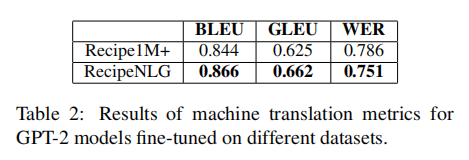 BLEU GLEU WER
Recipe1M+ 0.844 0.625 0.786
RecipeNLG 0.866 0.662 0.751
Table 2: Results of machine translation metrics for
GPT-2 models fine-tuned on different datasets.